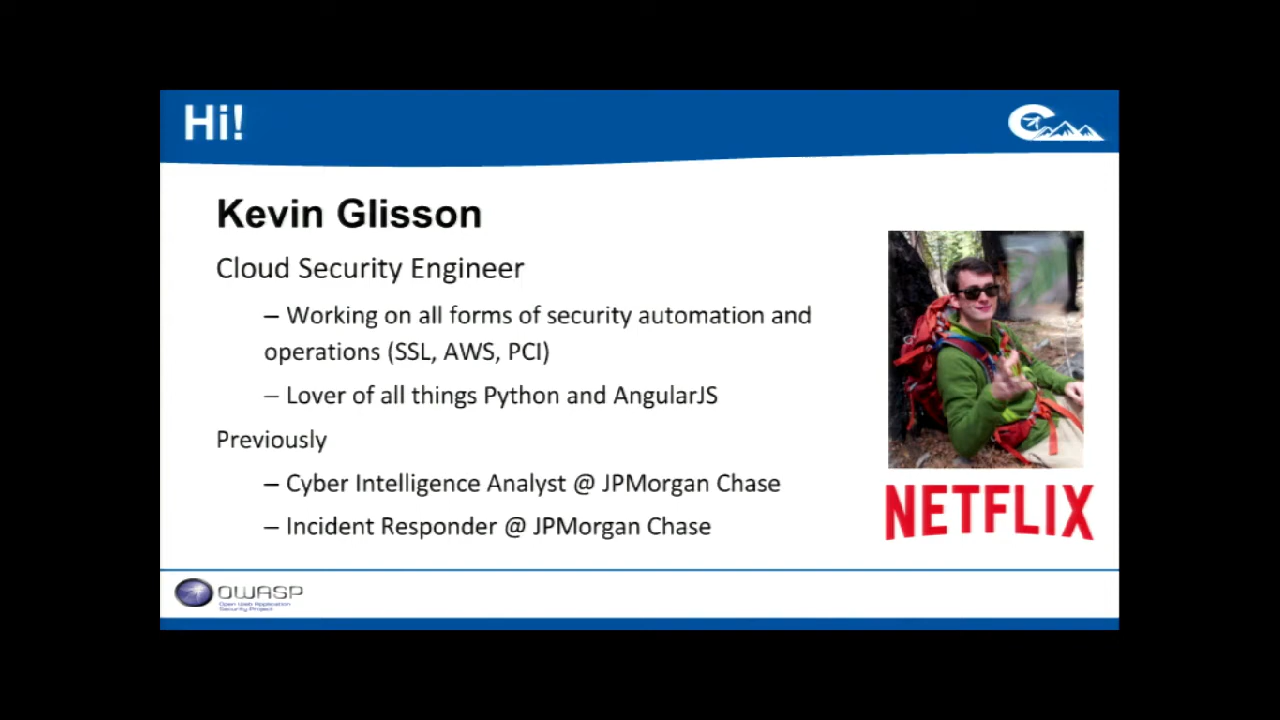 Hi!
Kevin Glisson
Cloud Security Engineer
– Working on all forms of security automation and
operations (SSL, AWS, PCI)
– Lover of all things Python and AngularJS
Previously
– Cyber Intelligence Analyst @ JPMorgan Chase
– Incident Responder @ JPMorgan Chase
NETFLIX
OWASP
Open Web Application
Security Project